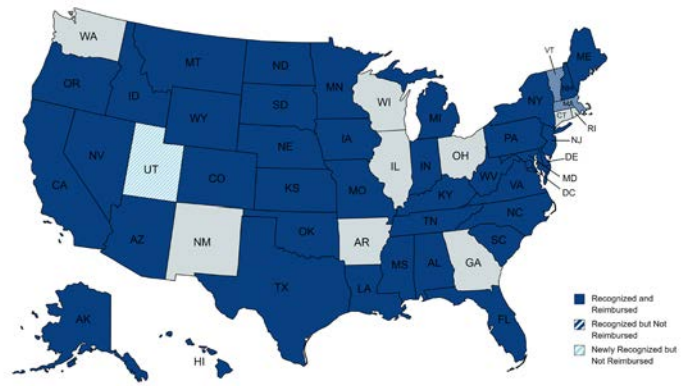 WA
MT
ND
MN
VT
ME
OR
ID
SD
WI
NY
NH
MA
WY
MI
CT
RI
IA
NE
PA
NJ
NV
UT
IL
IN
OH
DE
CO
MD
CA
KS
MO
WV
VA
DC
KY
NC
AZ
NM
OK
AR
TN
SC
MS
AL
GA
TX
LA
AK
FL
HI
Recognized and
Reimbursed
Recognized but Not
Reimbursed
Newly Recognized but
Not Reimbursed